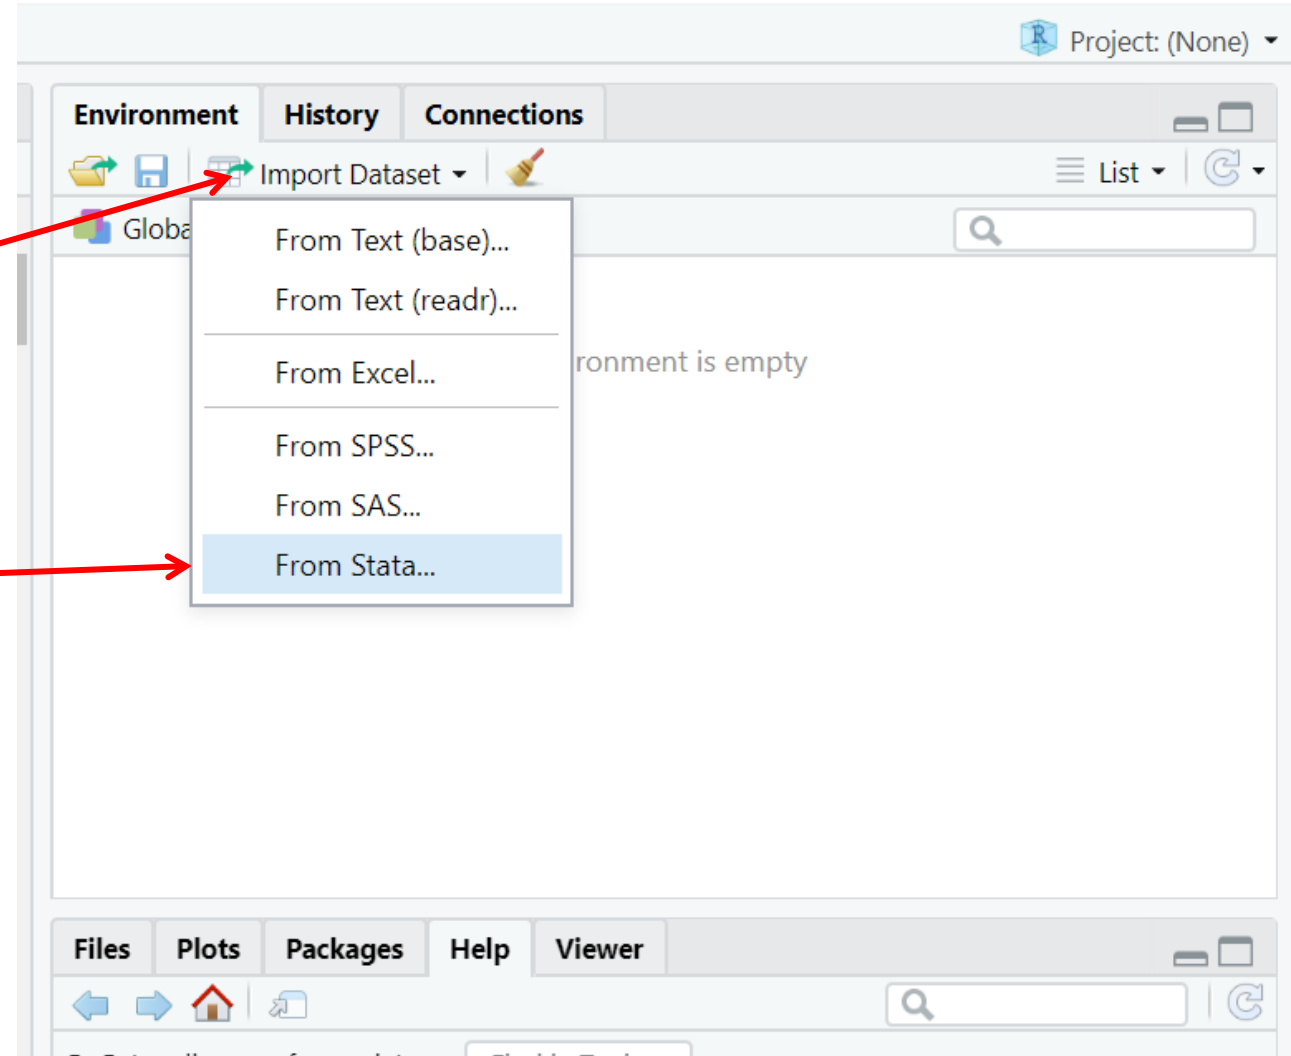 Project: (None)
Environment History Connections
Import Dataset
List
From Text (base)...
From Text (readr)...
ronment is empty
From Excel...
From SPSS...
From SAS...
From Stata...
Files Plots Packages Help Viewer